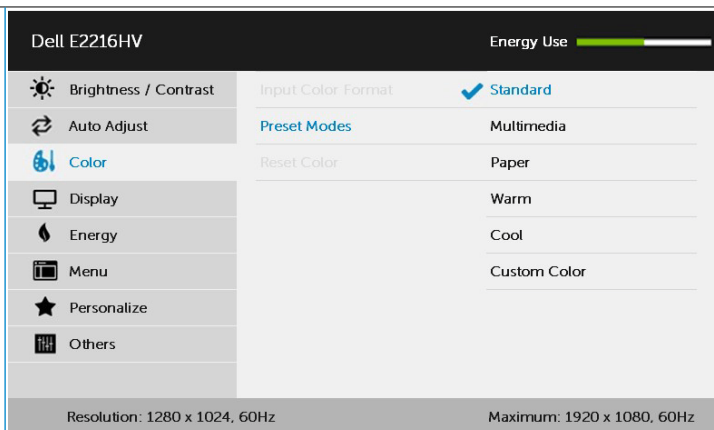 Dell E2216HV
Energy Use
Brightness / Contrast
Input Color Format
Standard
Auto Adjust
Preset Modes
Multimedia
Color
Reset Color
Paper
Display
Warm
Energy
Cool
Menu
Custom Color
Personalize
Others
Resolution: 1280 x 1024, 60Hz
Maximum: 1920 x 1080, 60Hz